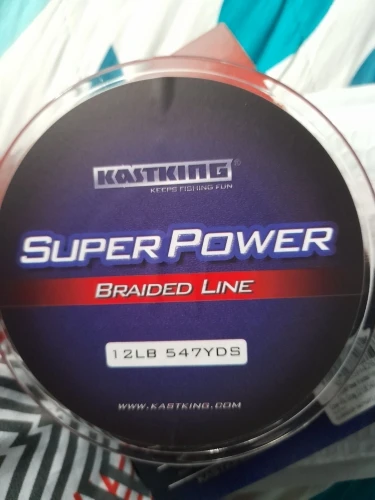 KASTKING®
KEEPS FISHING FUN
SUPER POWER
BRAIDED LINE
12LB 547YDS
WWW.KASTKING.COM